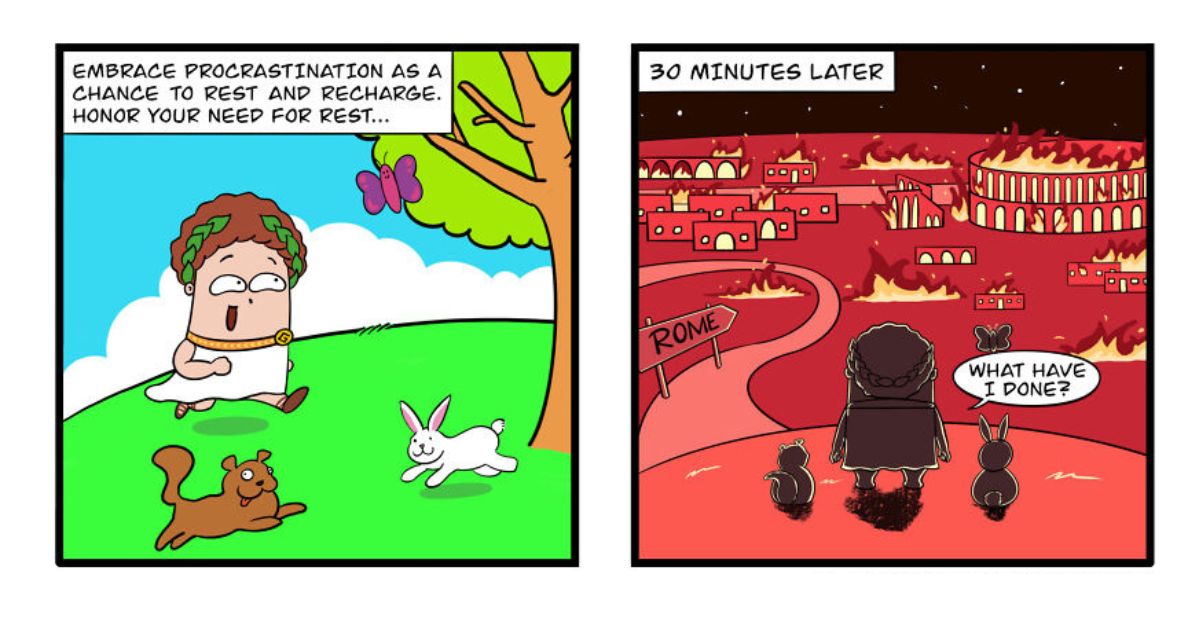 EMBRACE PROCRASTINATION AS A
CHANCE TO REST AND RECHARGE.
HONOR YOUR NEED FOR REST...
30 MINUTES LATER
ROME
WHAT HAVE
I DONE?